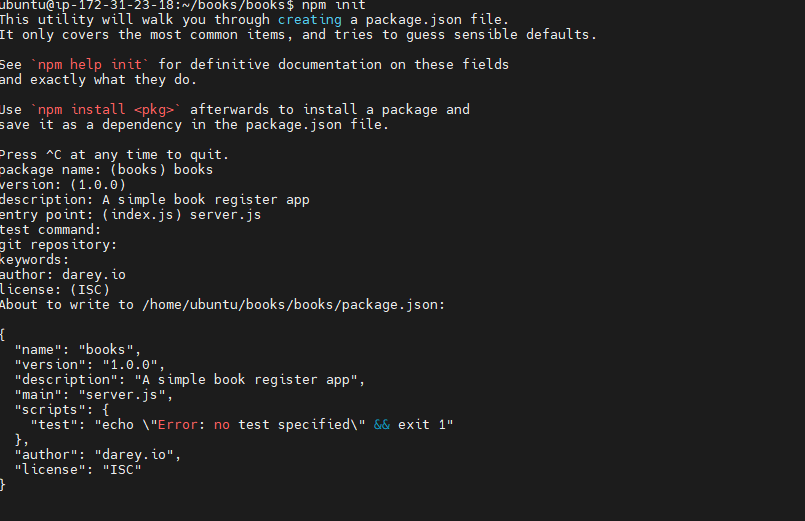 ubuntu@ip-172-31-23-18:~/books/books$ npm init
This utility will walk you through creating a package.json file.
It only covers the most common items, and tries to guess sensible defaults.
See `npm help init` for definitive documentation on these fields
and exactly what they do.
Use `npm install <pkg>` afterwards to install a package and
save it as a dependency in the package.json file.
Press ^C at any time to quit.
package name: (books) books
version: (1.0.0)
description: A simple book register app
entry point: (index.js) server.js
test command:
git repository:
keywords:
author: darey.io
license: (ISC)
About to write to /home/ubuntu/books/books/package.json:
{
  "name": "books",
  "version": "1.0.0",
  "description": "A simple book register app",
  "main": "server.js",
  "scripts": {
    "test": "echo \"Error: no test specified\" && exit 1"
  },
  "author": "darey.io",
  "license": "ISC"
}